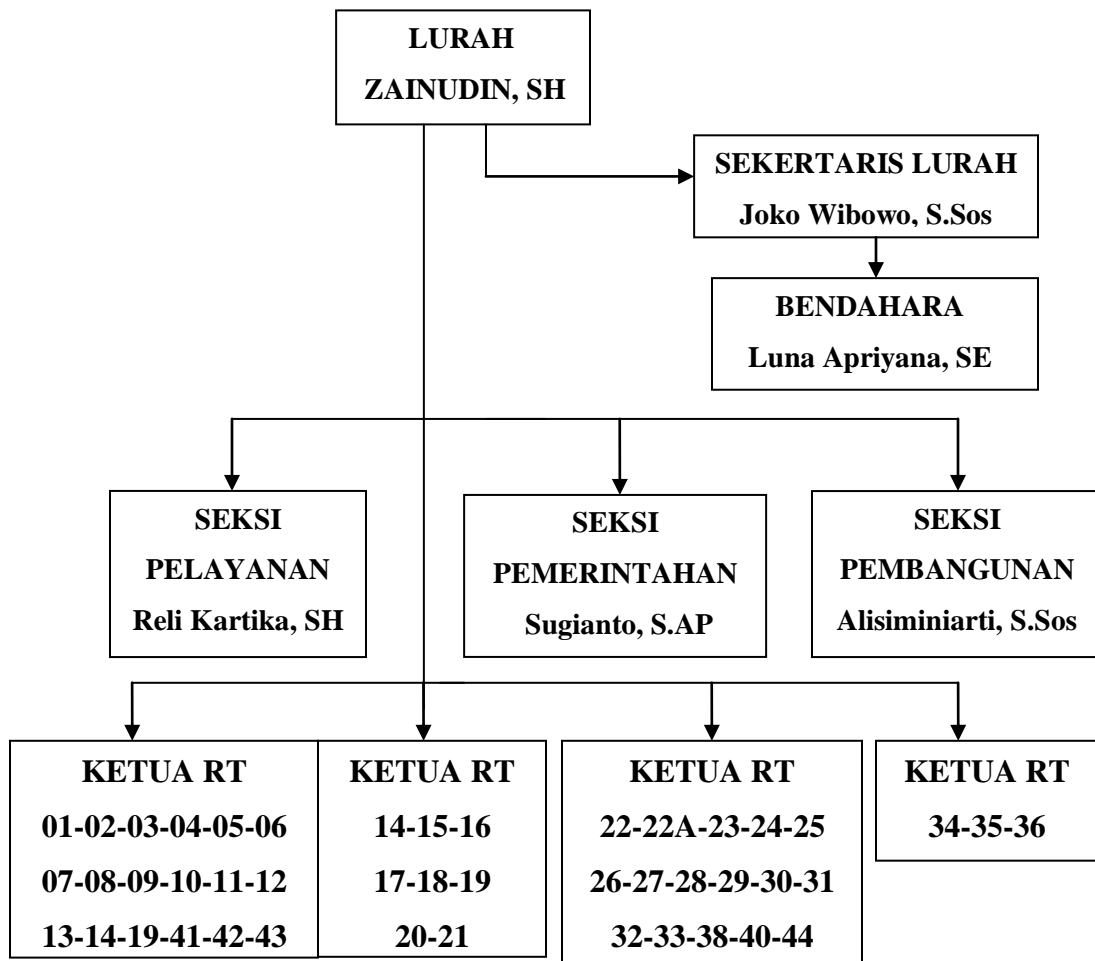 LURAH
ZAINUDIN, SH
SEKERTARIS LURAH
Joko Wibowo, S.Sos
BENDAHARA
Luna Apriyana, SE
SEKSI
PELAYANAN
Reli Kartika, SH
SEKSI
PEMERINTAHAN
Sugianto, S.AP
SEKSI
PEMBANGUNAN
Alisiminiarti, S.Sos
KETUA RT
01-02-03-04-05-06
07-08-09-10-11-12
13-14-19-41-42-43
KETUA RT
14-15-16
17-18-19
20-21
KETUA RT
22-22A-23-24-25
26-27-28-29-30-31
32-33-38-40-44
KETUA RT
34-35-36